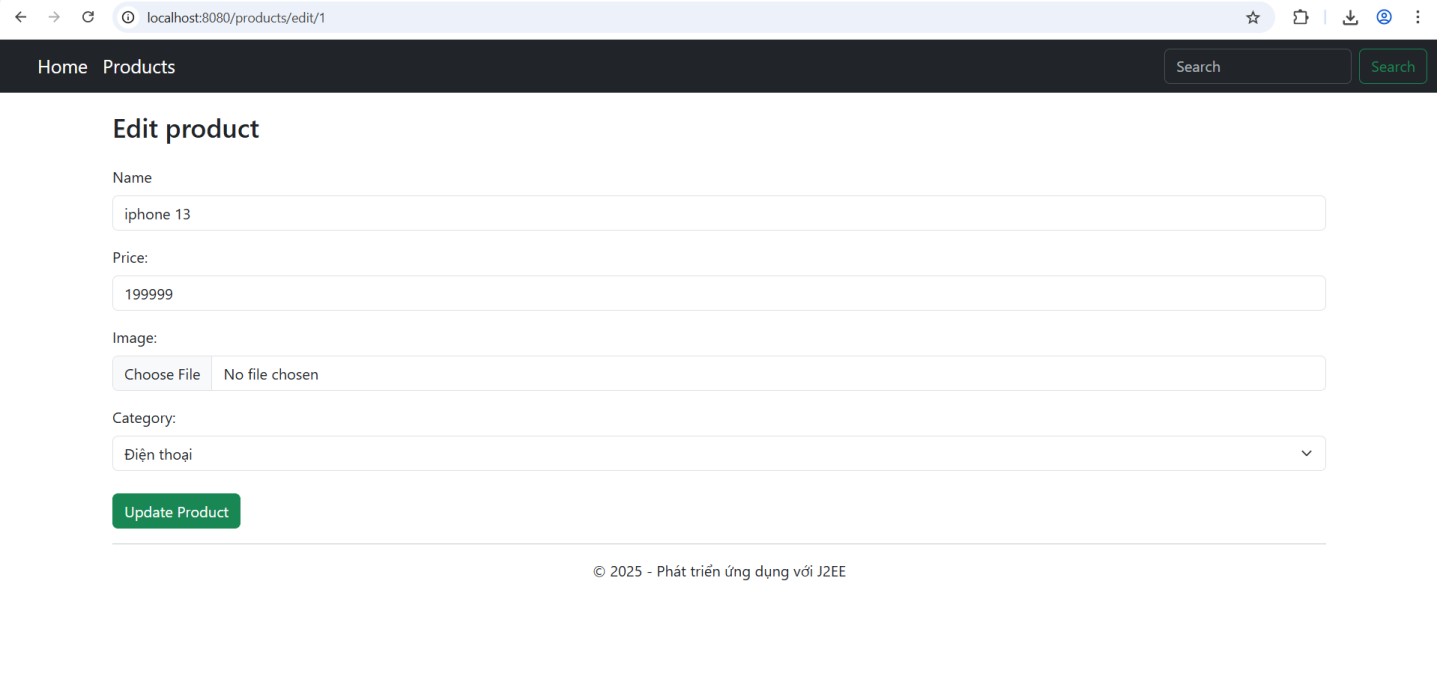 localhost:8080/products/edit/1
Home Products Search Search
Edit product
Name
iphone 13
Price:
199999
Image:
Choose File No file chosen
Category:
Điện thoại
Update Product
© 2025 - Phát triển ứng dụng với J2EE